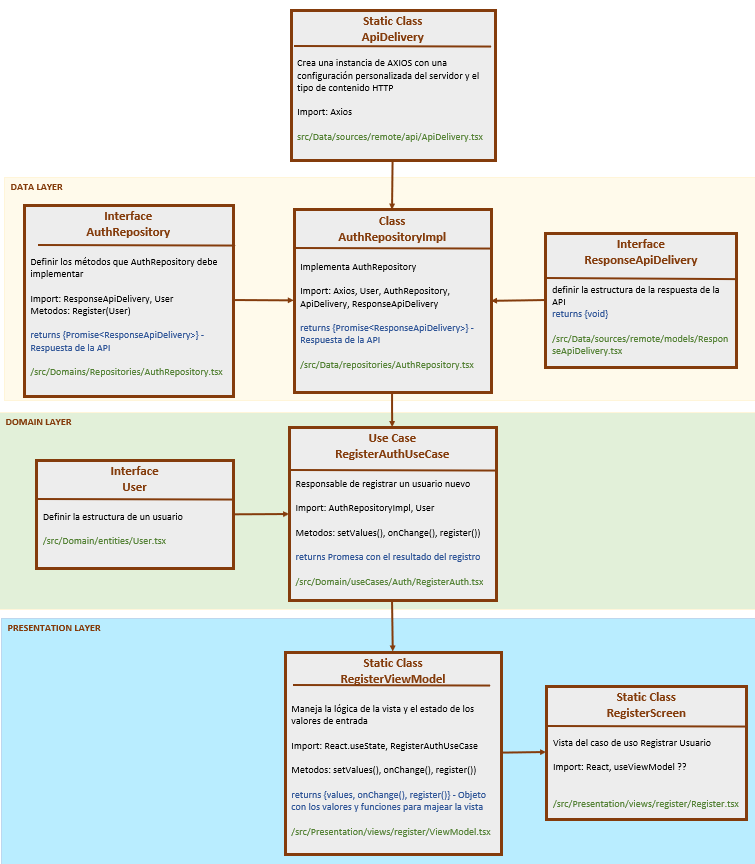 Static Class
ApiDelivery
Crea una instancia de AXIOS con una
configuración personalizada del servidor y el
tipo de contenido HTTP
Import: Axios
src/Data/sources/remote/api/ApiDelivery.tsx
DATA LAYER
Interface
AuthRepository
Definir los métodos que AuthRepository debe
implementar
Import: ResponseApiDelivery, User
Metodos: Register(User)
returns {Promise<ResponseApiDelivery>} -
Respuesta de la API
/src/Domains/Repositories/AuthRepository.tsx
Class
AuthRepositoryImpl
Implementa AuthRepository
Import: Axios, User, AuthRepository,
ApiDelivery, ResponseApiDelivery
returns {Promise<ResponseApiDelivery>} -
Respuesta de la API
/src/Data/repositories/AuthRepository.tsx
Interface
ResponseApiDelivery
definir la estructura de la respuesta de la
API
returns {void}
/src/Data/sources/remote/models/Respon
seApiDelivery.tsx
DOMAIN LAYER
Interface
User
Definir la estructura de un usuario
/src/Domain/entities/User.tsx
Use Case
RegisterAuthUseCase
Responsable de registrar un usuario nuevo
Import: AuthRepositoryImpl, User
Metodos: setValues(), onChange(), register())
returns Promesa con el resultado del registro
/src/Domain/useCases/Auth/RegisterAuth.tsx
PRESENTATION LAYER
Static Class
RegisterViewModel
Maneja la lógica de la vista y el estado de los
valores de entrada
Import: React.useState, RegisterAuthUseCase
Metodos: setValues(), onChange(), register())
returns {values, onChange(), register()} - Objeto
con los valores y funciones para majejar la vista
/src/Presentation/views/register/ViewModel.tsx
Static Class
RegisterScreen
Vista del caso de uso Registrar Usuario
Import: React, useViewModel ??
/src/Presentation/views/register/Register.tsx